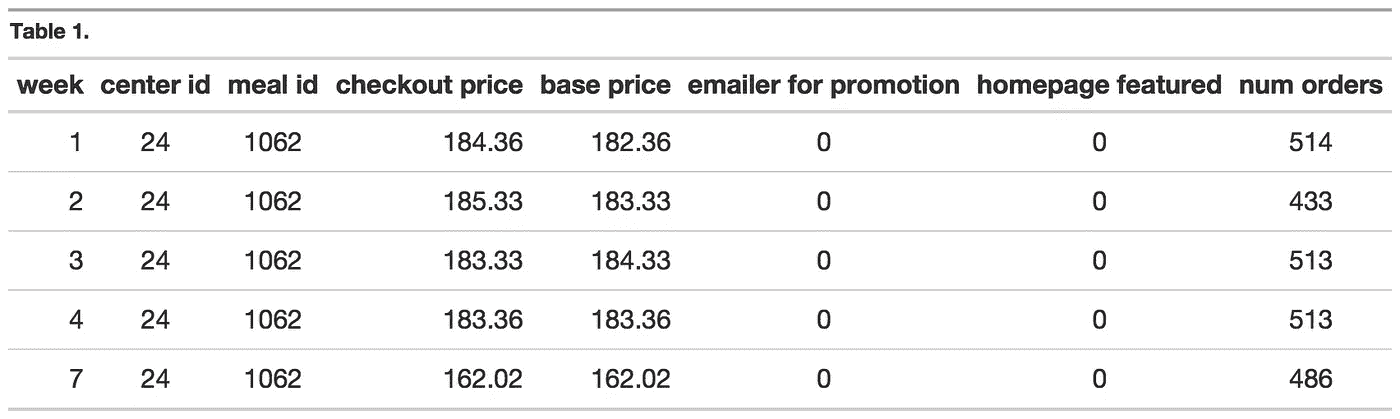 Table 1.
week center id meal id checkout price base price emailer for promotion homepage featured num orders
1 24 1062 184.36 182.36 0 0 514
2 24 1062 185.33 183.33 0 0 433
3 24 1062 183.33 184.33 0 0 513
4 24 1062 183.36 183.36 0 0 513
7 24 1062 162.02 162.02 0 0 486